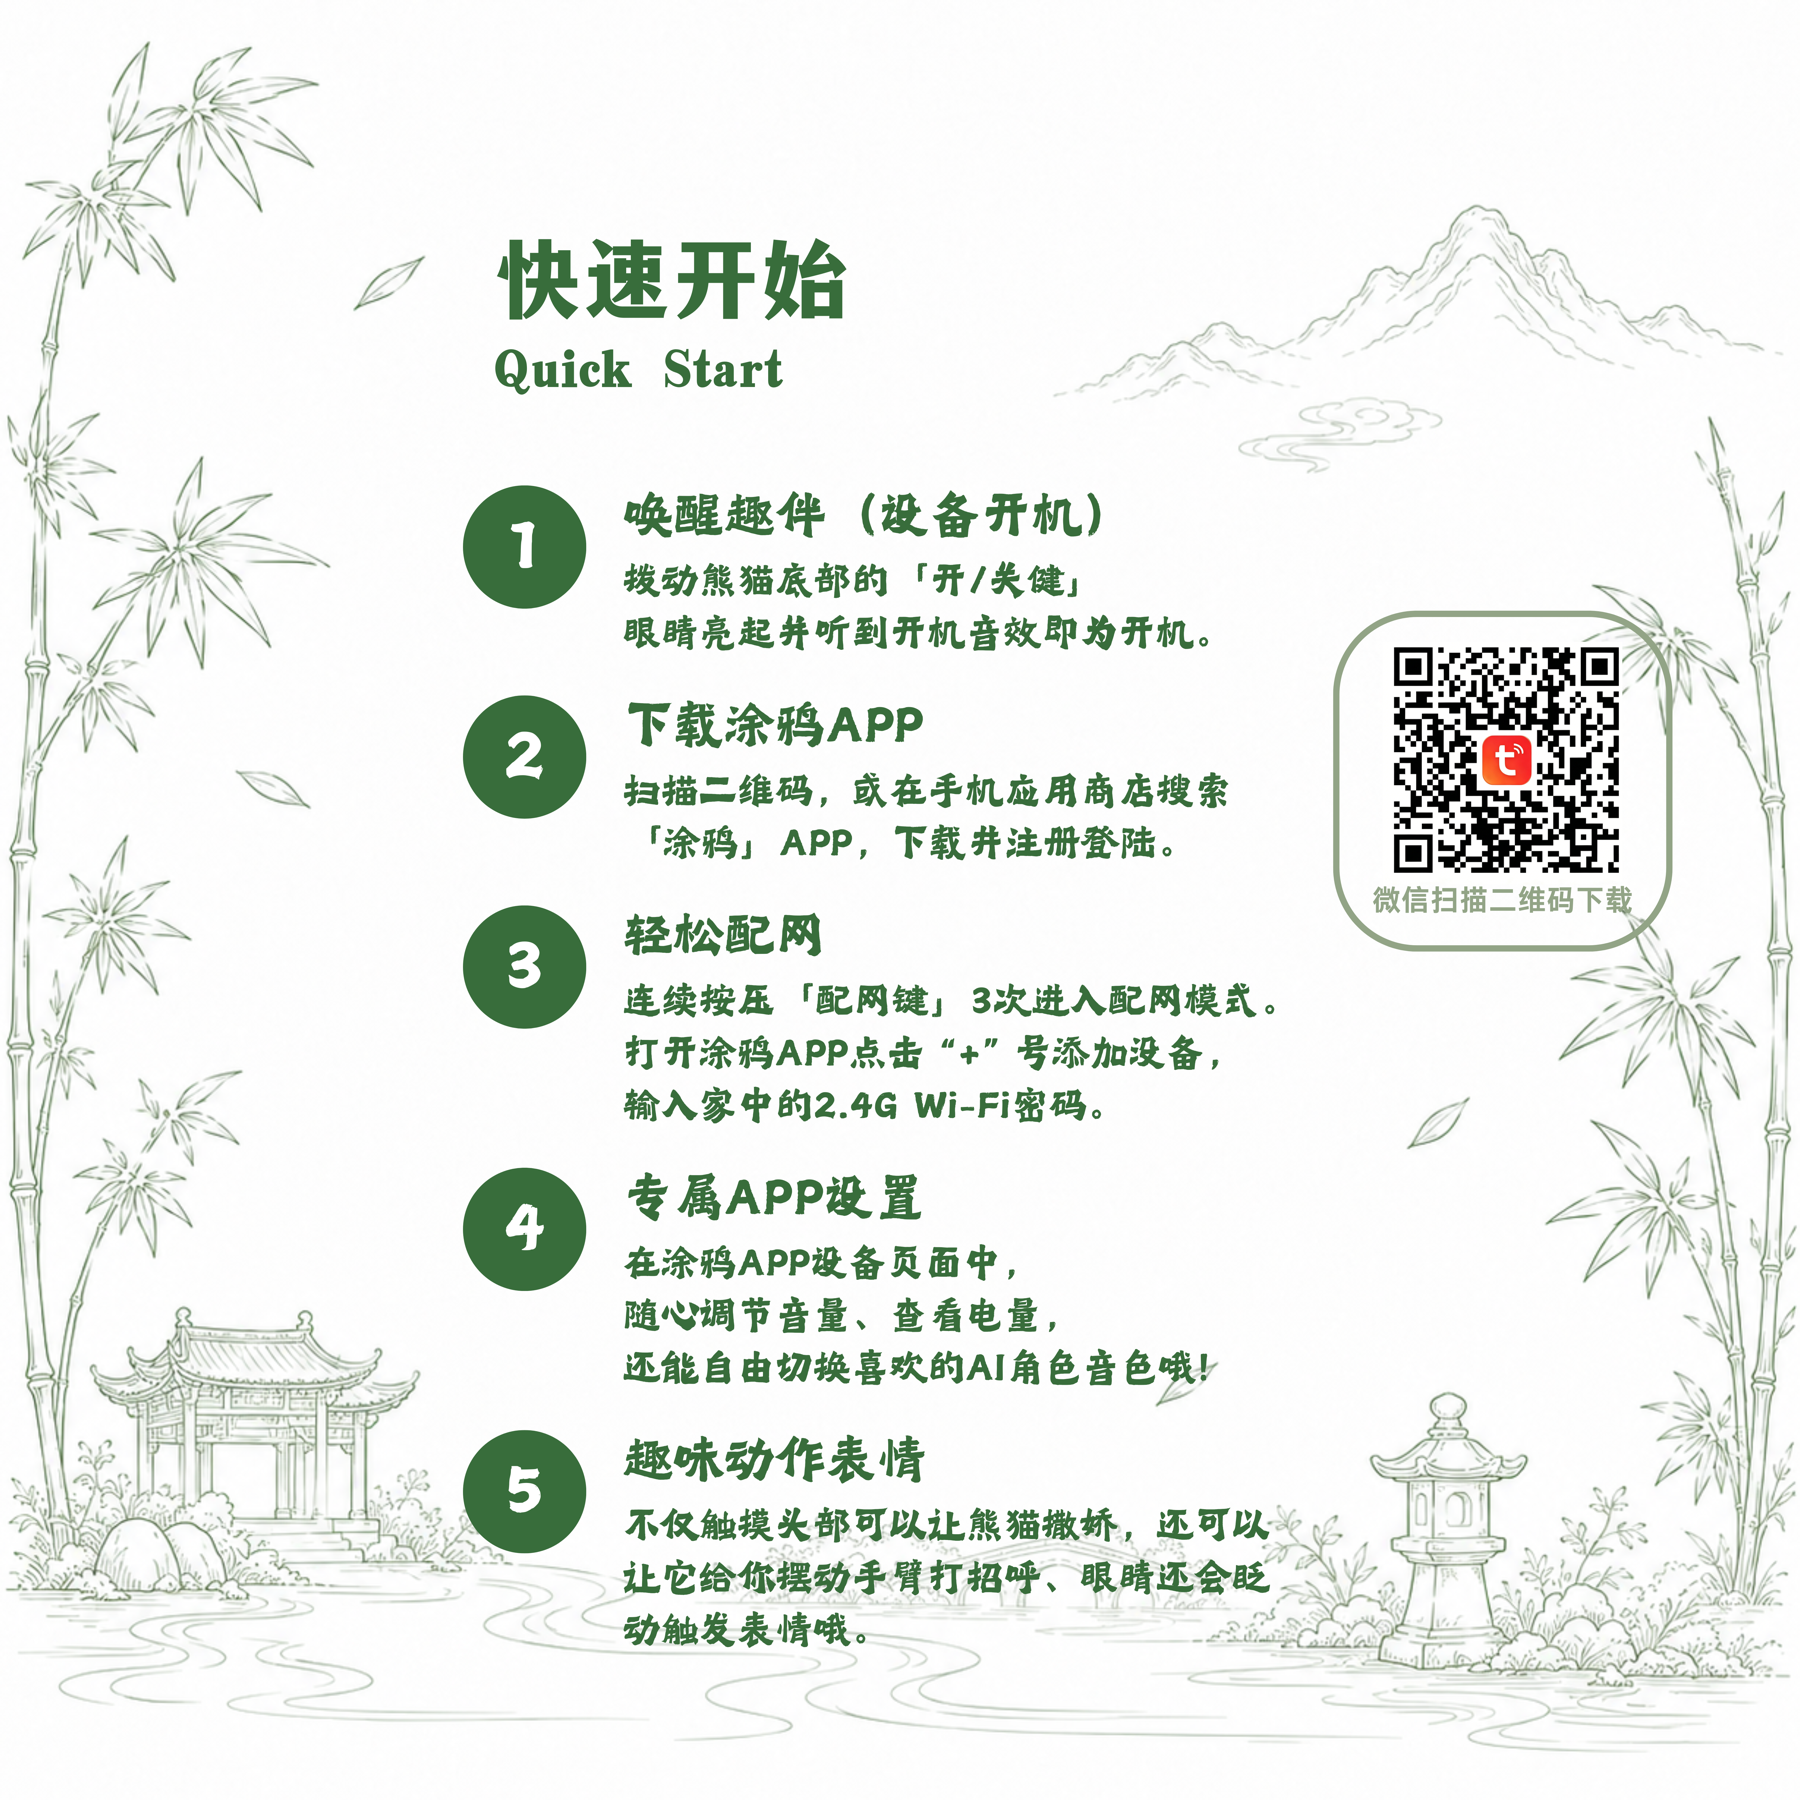 快速开始
Quick Start
1
唤醒趣伴（设备开机）
拨动熊猫底部的「开/关健」
眼睛亮起并听到开机音效即为开机。
2
下载涂鸦APP
扫描二维码，或在手机应用商店搜索
「涂鸦」APP，下载并注册登陆。
微信扫描二维码下载
3
轻松配网
连续按压「配网键」3次进入配网模式。
打开涂鸦APP点击“+”号添加设备，
输入家中的2.4G Wi-Fi密码。
4
专属APP设置
在涂鸦APP设备页面中，
随心调节音量、查看电量，
还能自由切换喜欢的AI角色音色哦!
5
趣味动作表情
不仅触摸头部可以让熊猫撒娇，还可以
让它给你摆动手臂打招呼、眼睛还会眨
动触发表情哦。